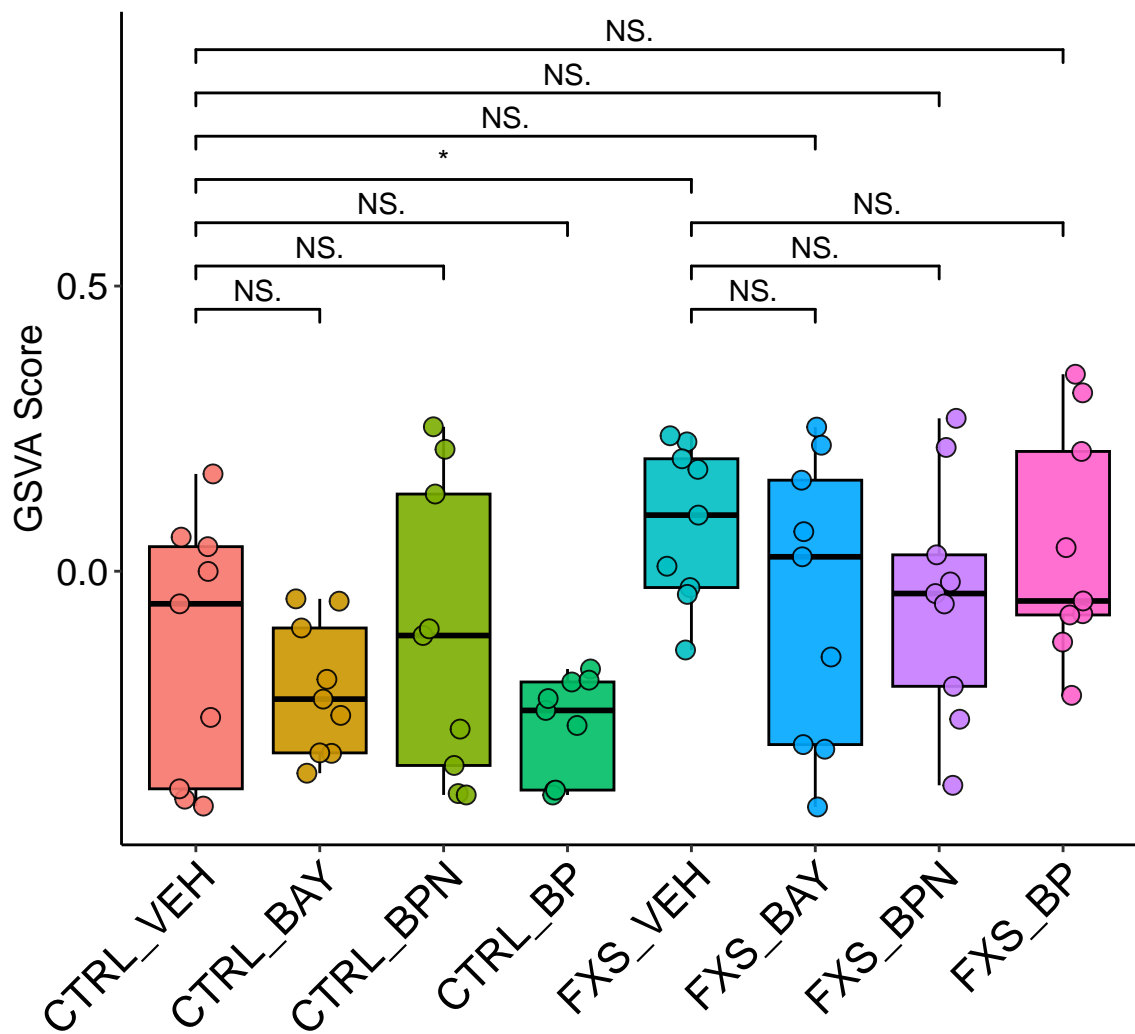 NS.
NS.
NS.
*
NS.
NS.
NS.
NS.
NS.
NS.
0.5
0.0
GSVA Score
CTRL_VEH
CTRL_BAY
CTRL_BPN
CTRL_BP
FXS_VEH
FXS_BAY
FXS_BPN
FXS_BP